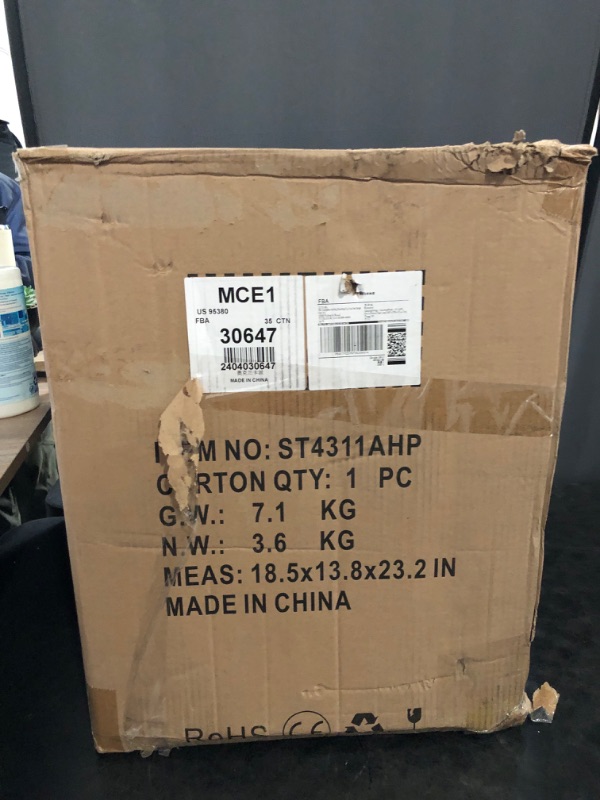 MCE1
US 95380
FBA 35 CTN
30647
2404030647
MADE IN CHINA
FBA
M NO: ST4311AHP
C RTON QTY: 1 PC
G.W.: 7.1 KG
N.W.: 3.6 KG
MEAS: 18.5x13.8x23.2 IN
MADE IN CHINA
RoHS CE